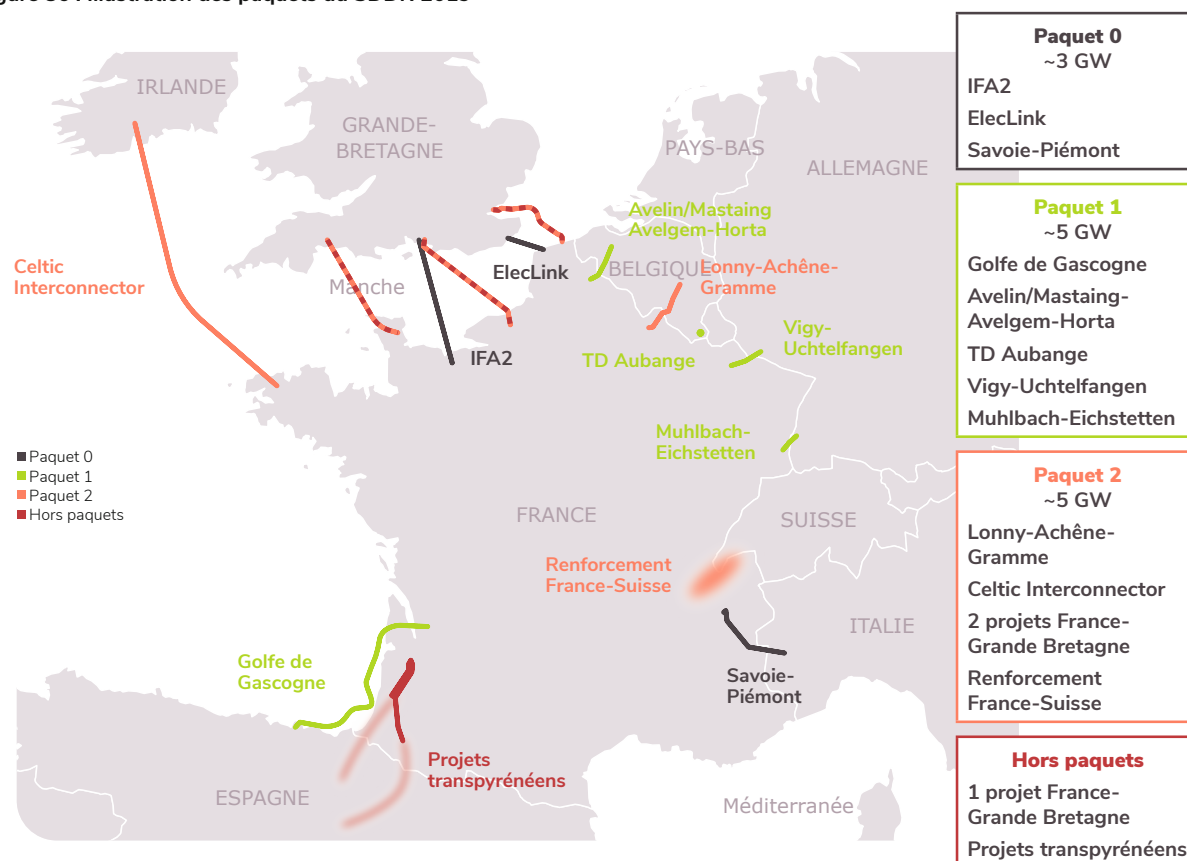 Paquet 0
~3 GW
IFA2
ElecLink
Savoie-Piémont
IRLANDE
GRANDE-
BRETAGNE
PAYS-BAS
ALLEMAGNE
Paquet 1
~5 GW
Golfe de Gascogne
Avelin/Mastaing-
Avelgem-Horta
TD Aubange
Vigy-Uchtelfangen
Muhlbach-Eichstetten
Avelin/Mastaing
Avelgem-Horta
Celtic
Interconnector
ElecLink
BELGIQUE
Lonny-Achêne-
Gramme
Manche
IFA2
TD Aubange
Vigy-
Uchtelfangen
Muhlbach-
Eichstetten
Paquet 0
Paquet 1
Paquet 2
Hors paquets
Paquet 2
~5 GW
Lonny-Achêne-
Gramme
Celtic Interconnector
2 projets France-
Grande Bretagne
Renforcement
France-Suisse
FRANCE
SUISSE
Renforcement
France-Suisse
ITALIE
Golfe de
Gascogne
Savoie-
Piémont
Projets
transpyrénéens
ESPAGNE
Méditerranée
Hors paquets
1 projet France-
Grande Bretagne
Projets transpyrénéens